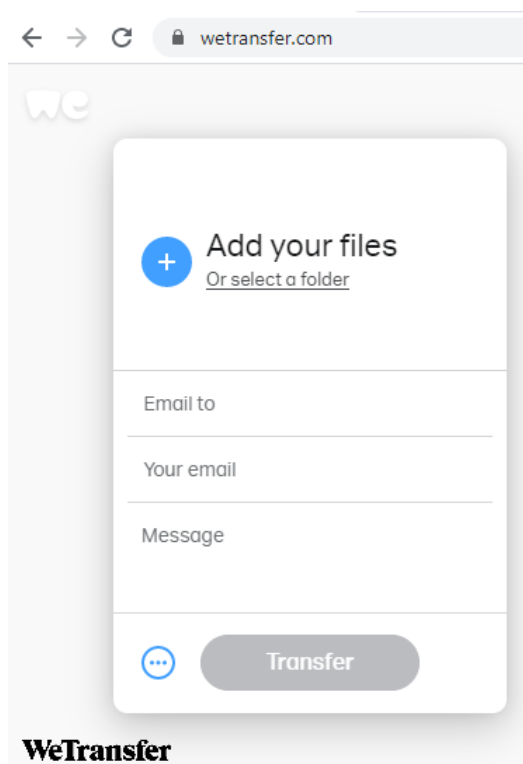 wetransfer.com
we
Add your files
Or select a folder
Email to
Your email
Message
Transfer
WeTransfer